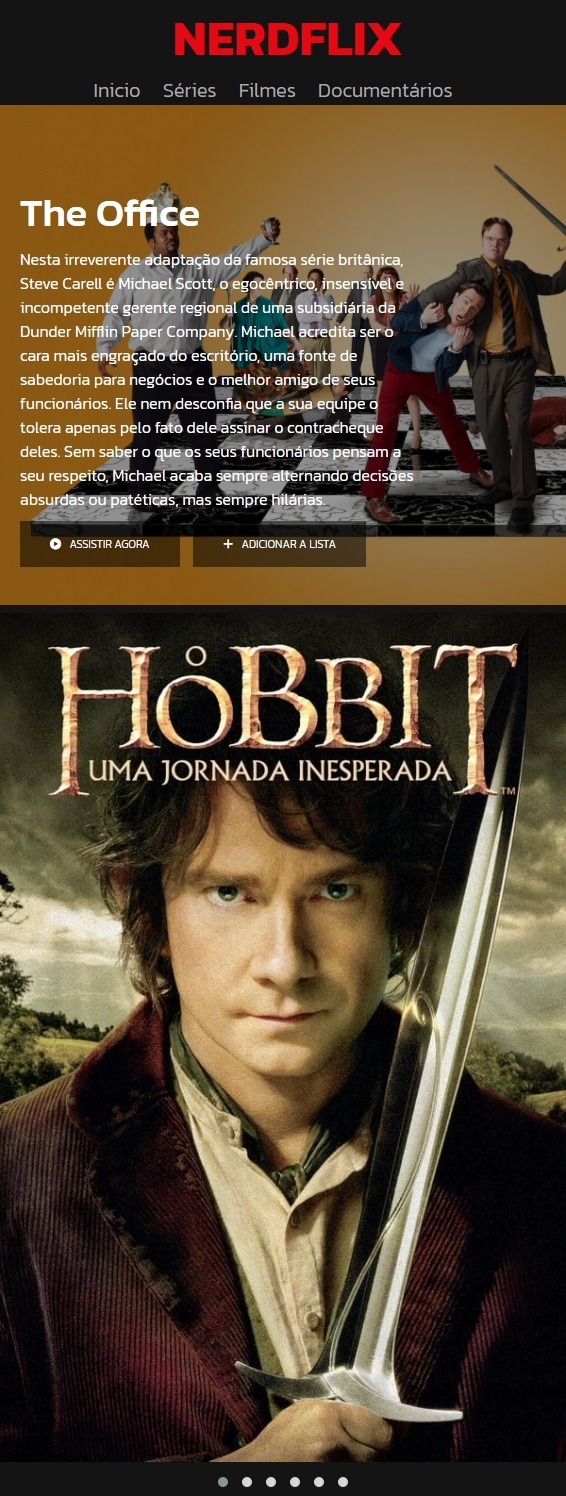 NERDFLIX
Inicio Séries Filmes Documentários
The Office
Nesta irreverente adaptação da famosa série britânica,
Steve Carell é Michael Scott, o egocêntrico, insensível e
incompetente gerente regional de uma subsidiária da
Dunder Mifflin Paper Company. Michael acredita ser o
cara mais engraçado do escritório, uma fonte de
sabedoria para negócios e o melhor amigo de seus
funcionários. Ele nem desconfia que a sua equipe o
tolera apenas pelo fato dele assinar o contracheque
deles. Sem saber o que os seus funcionários pensam a
seu respeito, Michael acaba sempre alternando decisões
absurdas ou patéticas, mas sempre hilárias.
ASSISTIR AGORA ADICIONAR A LISTA
HOBBIT
UMA JORNADA INESPERADA
TM